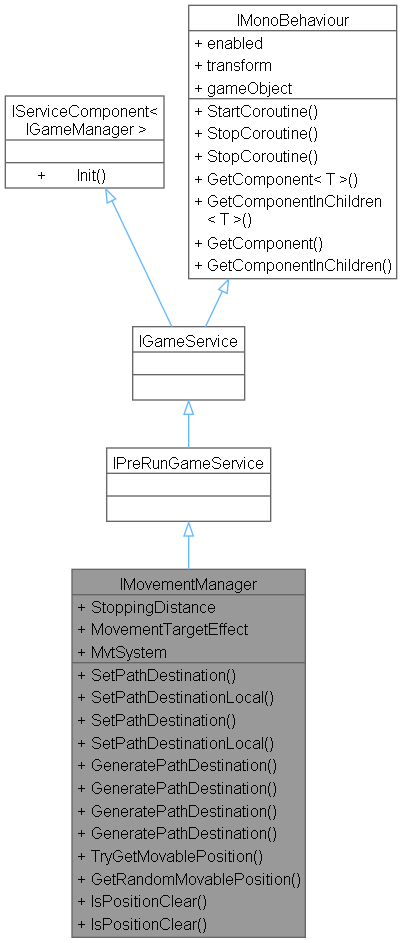 IMonoBehaviour
+ enabled
+ transform
+ gameObject
+ StartCoroutine()
+ StopCoroutine()
+ StopCoroutine()
+ GetComponent< T >()
+ GetComponentInChildren
< T >()
+ GetComponent()
+ GetComponentInChildren()
IServiceComponent<
IGameManager >
+ Init()
IGameService
IPreRunGameService
IMovementManager
+ StoppingDistance
+ MovementTargetEffect
+ MvtSystem
+ SetPathDestination()
+ SetPathDestinationLocal()
+ SetPathDestination()
+ SetPathDestinationLocal()
+ GeneratePathDestination()
+ GeneratePathDestination()
+ GeneratePathDestination()
+ GeneratePathDestination()
+ TryGetMovablePosition()
+ GetRandomMovablePosition()
+ IsPositionClear()
+ IsPositionClear()